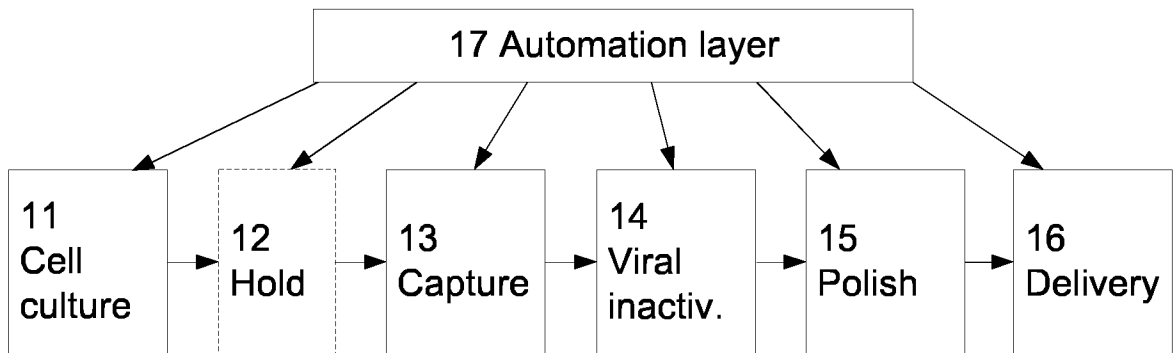 17 Automation layer
11
Cell
culture
12
Hold
13
Capture
14
Viral
inactiv.
15
Polish
16
Delivery